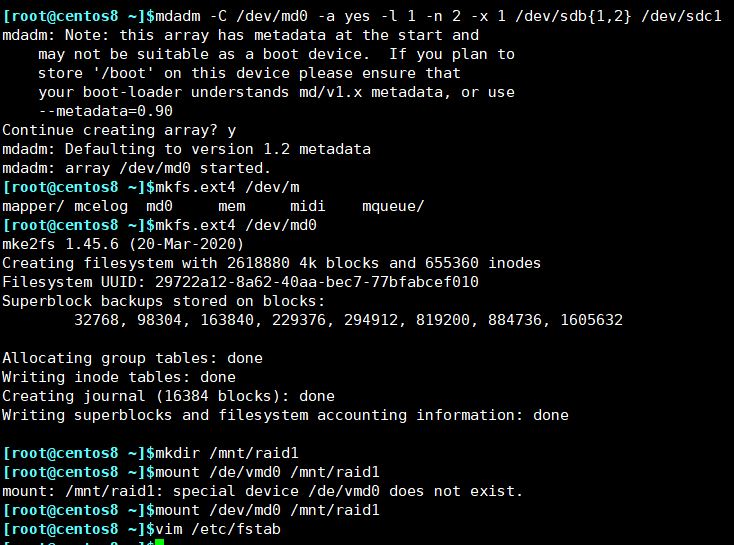 [root@centos8 ~]$mdadm -C /dev/md0 -a yes -l 1 -n 2 -x 1 /dev/sdb{1,2} /dev/sdc1
mdadm: Note: this array has metadata at the start and
    may not be suitable as a boot device.  If you plan to
    store '/boot' on this device please ensure that
    your boot-loader understands md/v1.x metadata, or use
    --metadata=0.90
Continue creating array? y
mdadm: Defaulting to version 1.2 metadata
mdadm: array /dev/md0 started.
[root@centos8 ~]$mkfs.ext4 /dev/m
mapper/ mcelog  md0     mem     midi    mqueue/
[root@centos8 ~]$mkfs.ext4 /dev/md0
mke2fs 1.45.6 (20-Mar-2020)
Creating filesystem with 2618880 4k blocks and 655360 inodes
Filesystem UUID: 29722a12-8a62-40aa-bec7-77bfabcef010
Superblock backups stored on blocks:
        32768, 98304, 163840, 229376, 294912, 819200, 884736, 1605632

Allocating group tables: done
Writing inode tables: done
Creating journal (16384 blocks): done
Writing superblocks and filesystem accounting information: done

[root@centos8 ~]$mkdir /mnt/raid1
[root@centos8 ~]$mount /de/vmd0 /mnt/raid1
mount: /mnt/raid1: special device /de/vmd0 does not exist.
[root@centos8 ~]$mount /dev/md0 /mnt/raid1
[root@centos8 ~]$vim /etc/fstab
[root@centos8 ~]$